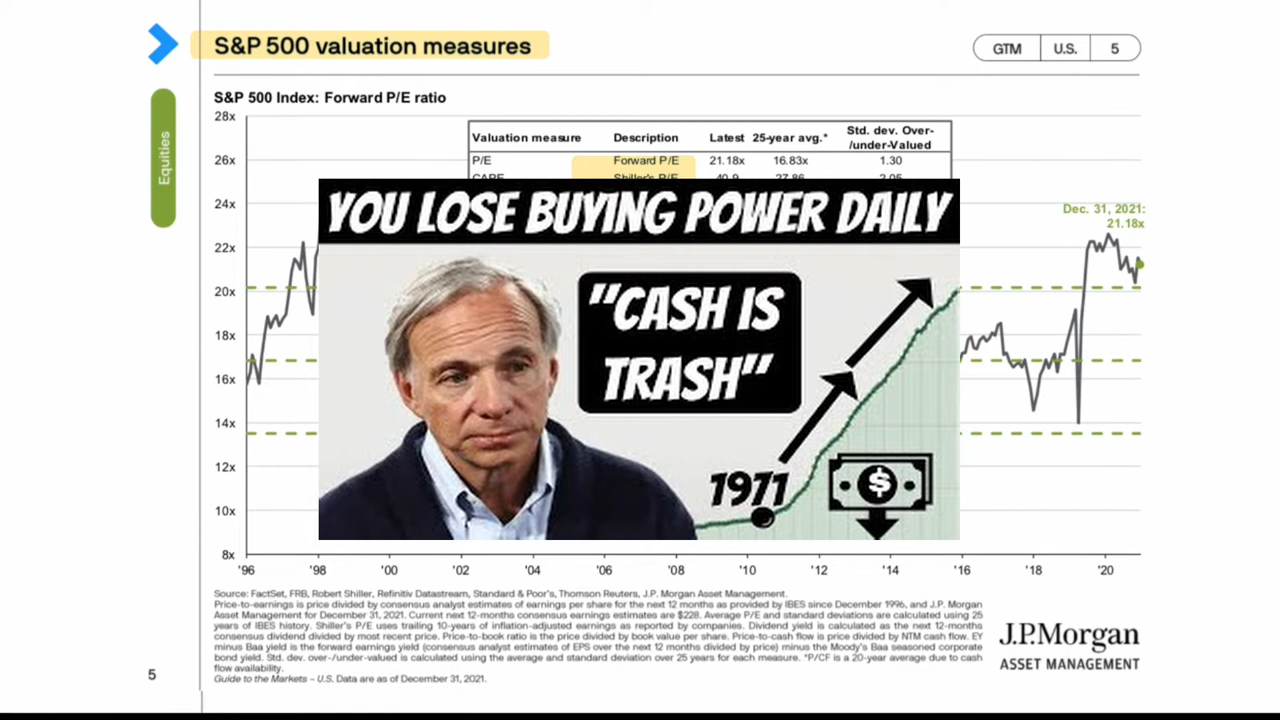 S&P 500 valuation measures
GTM U.S. 5
Equities
S&P 500 Index: Forward P/E ratio
28x
26x
24x
22x
20x
18x
16x
14x
12x
10x
8x
Valuation measure Description Latest 25-year avg.* Std. dev. Over-
/under-Valued
P/E Forward P/E 21.18x 16.83x 1.30
CAPE Shiller's P/E 40.9 27.86 2.05
Dec. 31, 2021:
21.18x
YOU LOSE BUYING POWER DAILY
"CASH IS
TRASH"
1971
$
'96 '98 '00 '02 '04 '06 '08 '10 '12 '14 '16 '18 '20
Source: FactSet, FRB, Robert Shiller, Refinitiv Datastream, Standard & Poor's, Thomson Reuters, J.P. Morgan Asset Management.
Price-to-earnings is price divided by consensus analyst estimates of earnings per share for the next 12 months as provided by IBES since December 1996, and J.P. Morgan
Asset Management for December 31, 2021. Current next 12-months consensus earnings estimates are $228. Average P/E and standard deviations are calculated using 25
years of IBES history. Shiller's P/E uses trailing 10-years of inflation-adjusted earnings as reported by companies. Dividend yield is calculated as the next 12-months
consensus dividend divided by most recent price. Price-to-book ratio is the price divided by book value per share. Price-to-cash flow is price divided by NTM cash flow. EY
minus Baa yield is the forward earnings yield (consensus analyst estimates of EPS over the next 12 months divided by price) minus the Moody's Baa seasoned corporate
bond yield. Std. dev. over-/under-valued is calculated using the average and standard deviation over 25 years for each measure. *P/CF is a 20-year average due to cash
flow availability.
Guide to the Markets – U.S. Data are as of December 31, 2021.
J.P.Morgan
ASSET MANAGEMENT
5